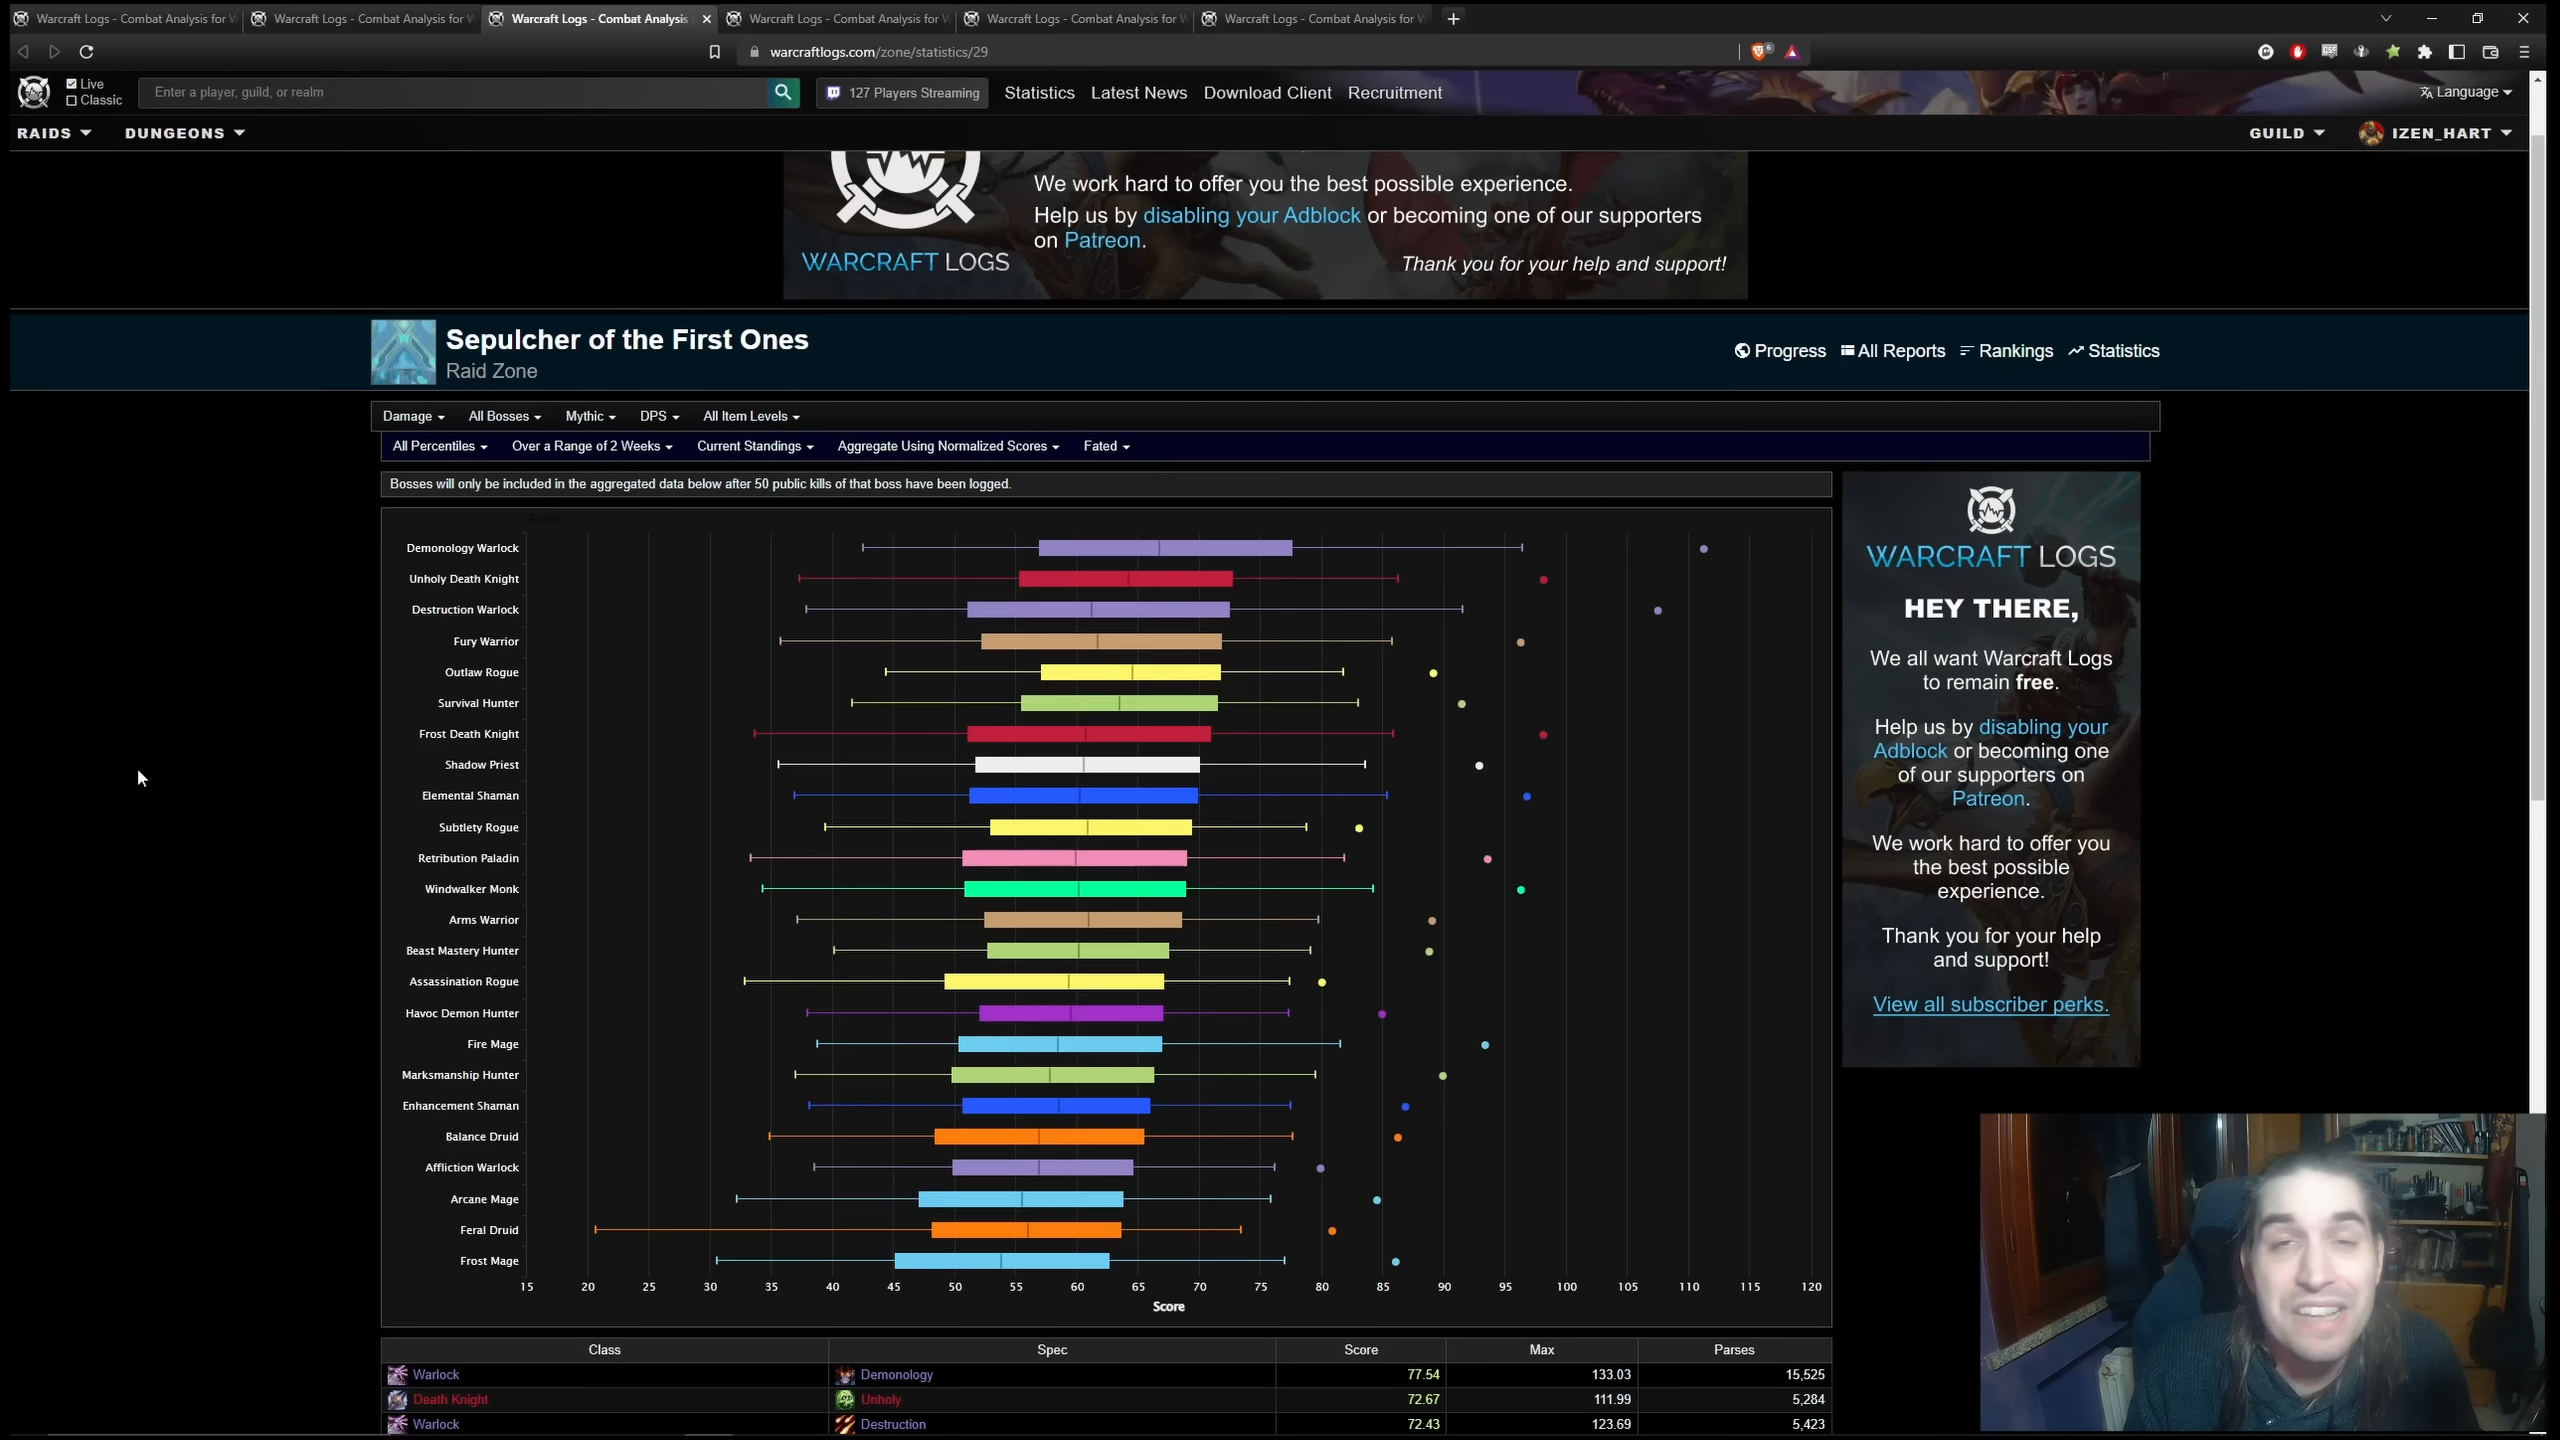 Warcraft Logs - Combat Analysis for W
Warcraft Logs - Combat Analysis for W
Warcraft Logs - Combat Analysis
Warcraft Logs - Combat Analysis for W
Warcraft Logs - Combat Analysis for W
Warcraft Logs - Combat Analysis for W
warcraftlogs.com/zone/statistics/29
6
Live
Classic
Enter a player, guild, or realm
127 Players Streaming
Statistics
Latest News
Download Client
Recruitment
Language
RAIDS
DUNGEONS
GUILD
IZEN_HART
WARCRAFT LOGS
We work hard to offer you the best possible experience.
Help us by disabling your Adblock or becoming one of our supporters
on Patreon.
Thank you for your help and support!
Sepulcher of the First Ones
Raid Zone
Progress
All Reports
Rankings
Statistics
Damage
All Bosses
Mythic
DPS
All Item Levels
All Percentiles
Over a Range of 2 Weeks
Current Standings
Aggregate Using Normalized Scores
Fated
Bosses will only be included in the aggregated data below after 50 public kills of that boss have been logged.
Zoom
Demonology Warlock
Unholy Death Knight
Destruction Warlock
Fury Warrior
Outlaw Rogue
Survival Hunter
Frost Death Knight
Shadow Priest
Elemental Shaman
Subtlety Rogue
Retribution Paladin
Windwalker Monk
Arms Warrior
Beast Mastery Hunter
Assassination Rogue
Havoc Demon Hunter
Fire Mage
Marksmanship Hunter
Enhancement Shaman
Balance Druid
Affliction Warlock
Arcane Mage
Feral Druid
Frost Mage
15 20 25 30 35 40 45 50 55 60 65 70 75 80 85 90 95 100 105 110 115 120
Score
WARCRAFT LOGS
HEY THERE,
We all want Warcraft Logs
to remain free.
Help us by disabling your
Adblock or becoming one
of our supporters on
Patreon.
We work hard to offer you
the best possible
experience.
Thank you for your help
and support!
View all subscriber perks.
Class Spec Score Max Parses
Warlock Demonology 77.54 133.03 15,525
Death Knight Unholy 72.67 111.99 5,284
Warlock Destruction 72.43 123.69 5,423